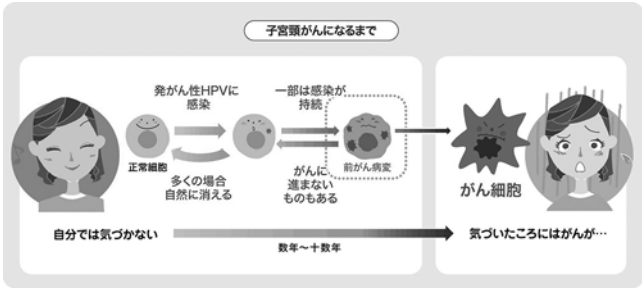 子宮頸がんになるまで
発がん性HPVに
感染
一部は感染が
持続
正常細胞
多くの場合
自然に消える
がんに
進まない
ものもある
前がん病変
がん細胞
自分では気づかない
数年～十数年
気づいたころにはがんが…